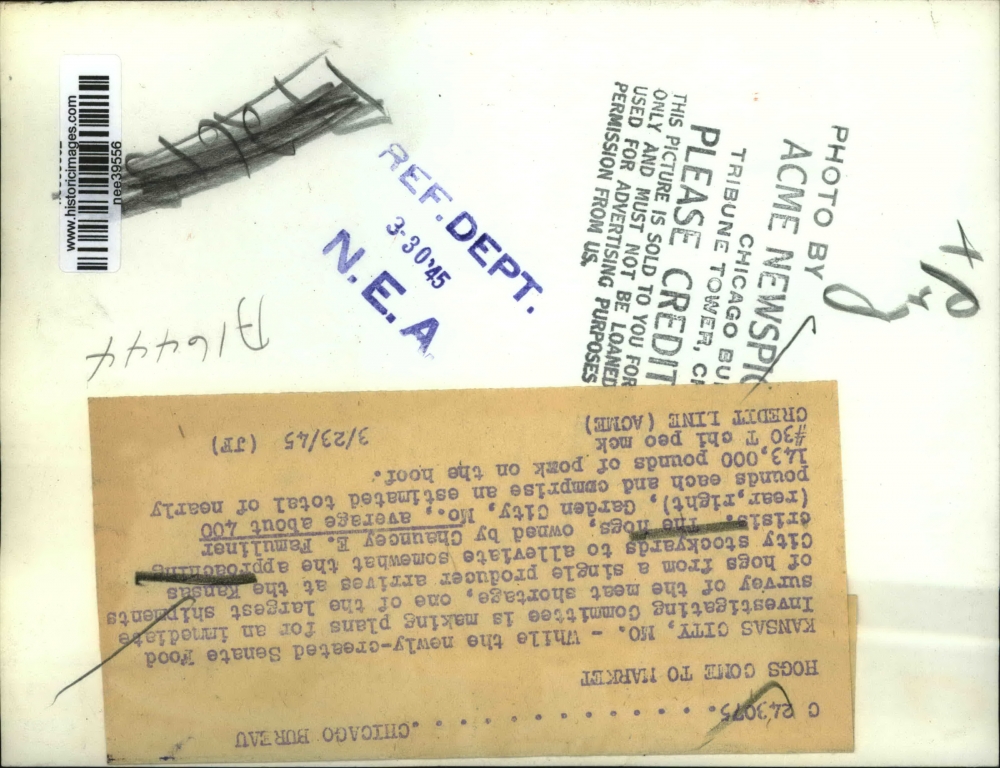 www.historicimages.com
nee39556
REF. DEPT.
3-30'45
N.E.A.
A16444
PHOTO BY
ACME NEWSPIC
TRIBUNE TOWER, CH
CHICAGO BU
PLEASE CREDIT
THIS PICTURE IS SOLD TO YOU FOR
ONLY AND MUST NOT BE LOANED
USED FOR ADVERTISING PURPOSES
PERMISSION FROM US.
C 243075. . . . . . . . . . . . . . .CHICAGO BUREAU
HOGS COME TO MARKET
KANSAS CITY, MO. - While the newly-created Senate Food
Investigating Committee is making plans for an immediate
survey of the meat shortage, one of the largest shipments
of hogs from a single producer arrives at the Kansas
City stockyards to alleviate somewhat the approaching
crisis. The hogs, owned by Chauncey E. Famuliner
(rear,right), Garden City, Mo., average about 400
pounds each and comprise an estimated total of nearly
143,000 pounds of pork on the hoof.
#30 T chi peo mck
CREDIT LINE (ACME) 3/23/45 (JF)